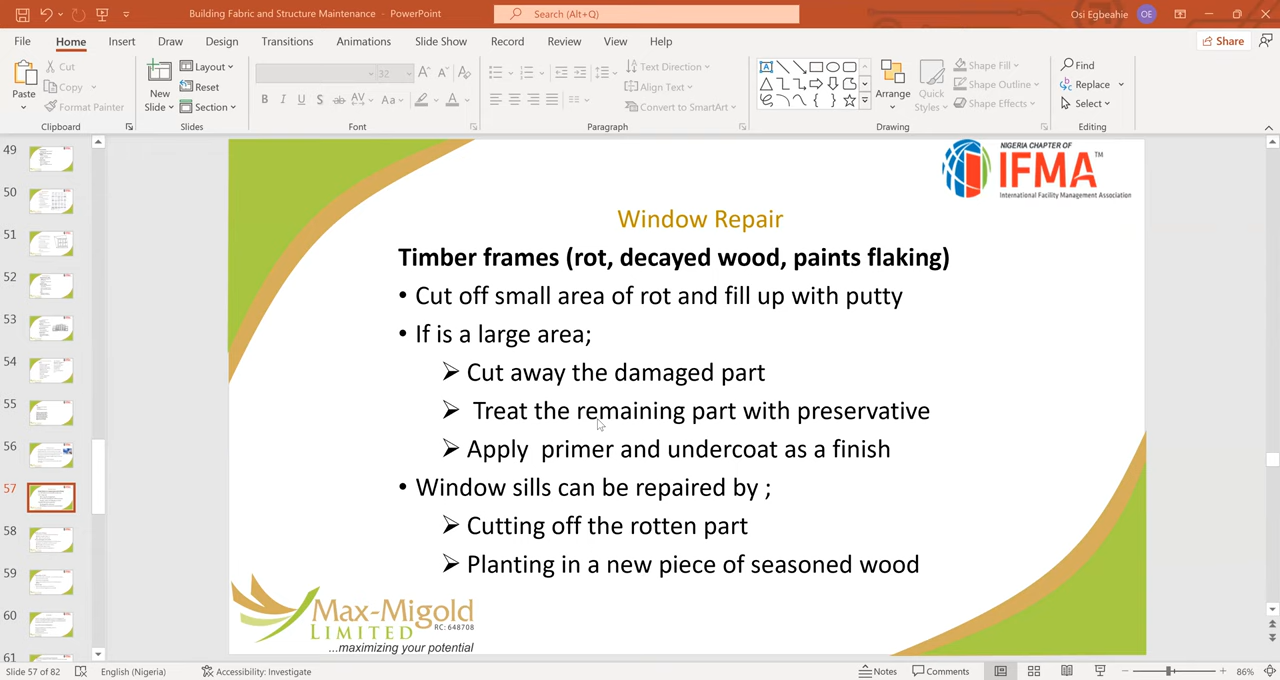 Building Fabric and Structure Maintenance - PowerPoint
Search (Alt+Q)
Osi Egbeahie OE
File Home Insert Draw Design Transitions Animations Slide Show Record Review View Help Share
Paste
Cut
Copy
Format Painter
Clipboard
New
Slide
Layout
Reset
Section
Slides
32
Font
Text Direction
Align Text
Convert to SmartArt
Paragraph
Arrange
Quick
Styles
Shape Fill
Shape Outline
Shape Effects
Drawing
Find
Replace
Select
Editing
49
50
51
52
53
54
55
56
57
58
59
60
61
NIGERIA CHAPTER OF
IFMA™
International Facility Management Association
Window Repair
Timber frames (rot, decayed wood, paints flaking)
• Cut off small area of rot and fill up with putty
• If is a large area;
➢ Cut away the damaged part
➢ Treat the remaining part with preservative
➢ Apply primer and undercoat as a finish
• Window sills can be repaired by ;
➢ Cutting off the rotten part
➢ Planting in a new piece of seasoned wood
Max-Migold
LIMITED RC: 648708
...maximizing your potential
Slide 57 of 82 English (Nigeria) Accessibility: Investigate Notes Comments 86%